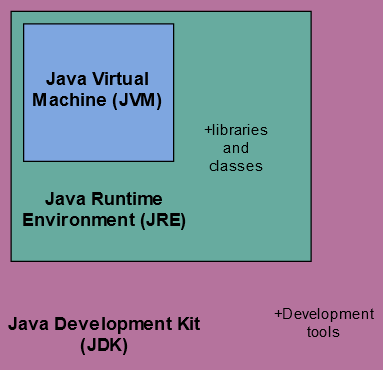 Java Virtual
Machine (JVM)
+libraries
and
classes
Java Runtime
Environment (JRE)
Java Development Kit
(JDK)
+Development
tools